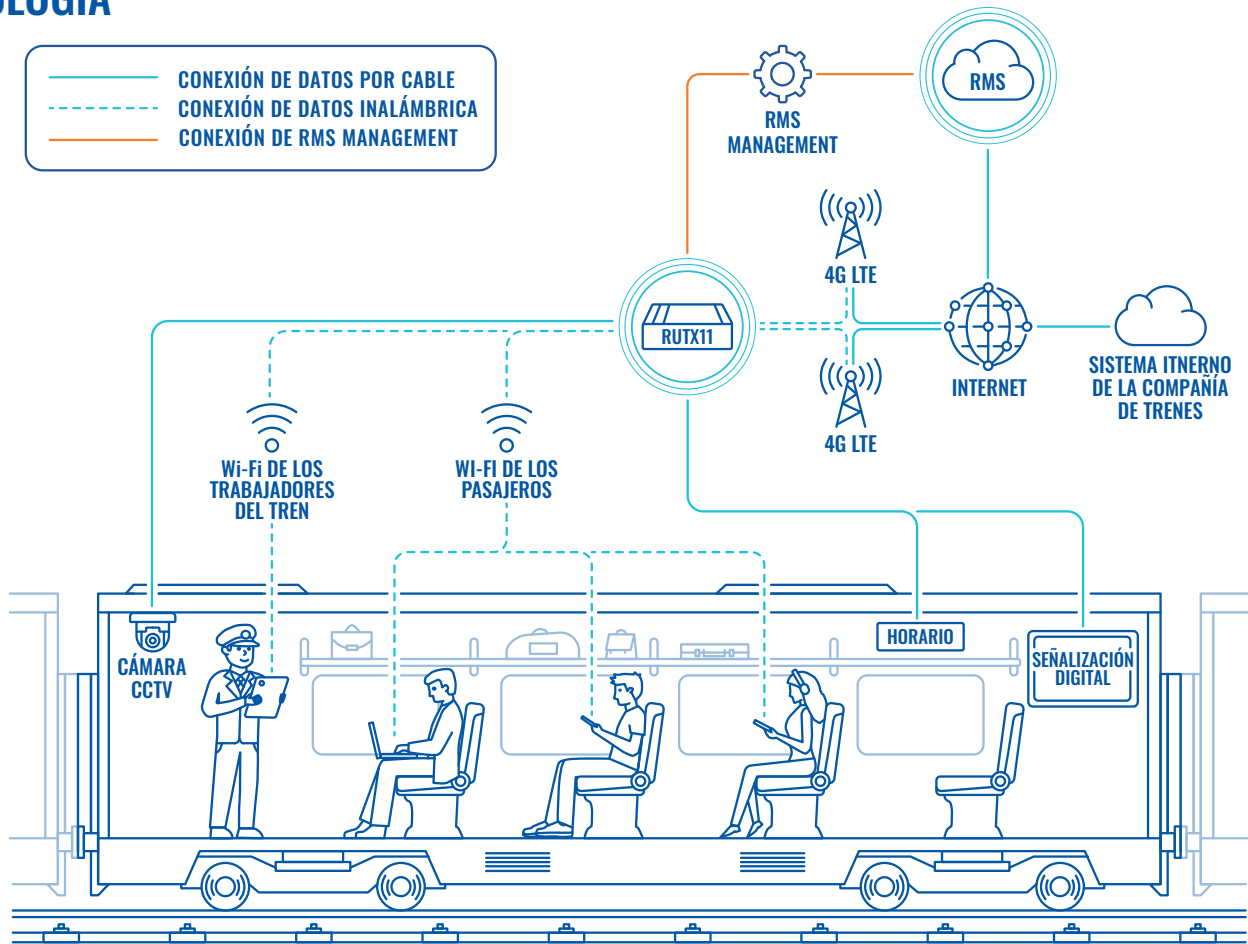 OLOGÍA
CONEXIÓN DE DATOS POR CABLE
CONEXIÓN DE DATOS INALÁMBRICA
CONEXIÓN DE RMS MANAGEMENT
RMS
MANAGEMENT
RMS
4G LTE
RUTX11
4G LTE
INTERNET
SISTEMA ITNERNO
DE LA COMPAÑÍA
DE TRENES
Wi-Fi DE LOS
TRABAJADORES
DEL TREN
WI-FI DE LOS
PASAJEROS
CÁMARA
CCTV
HORARIO
SEÑALIZACIÓN
DIGITAL